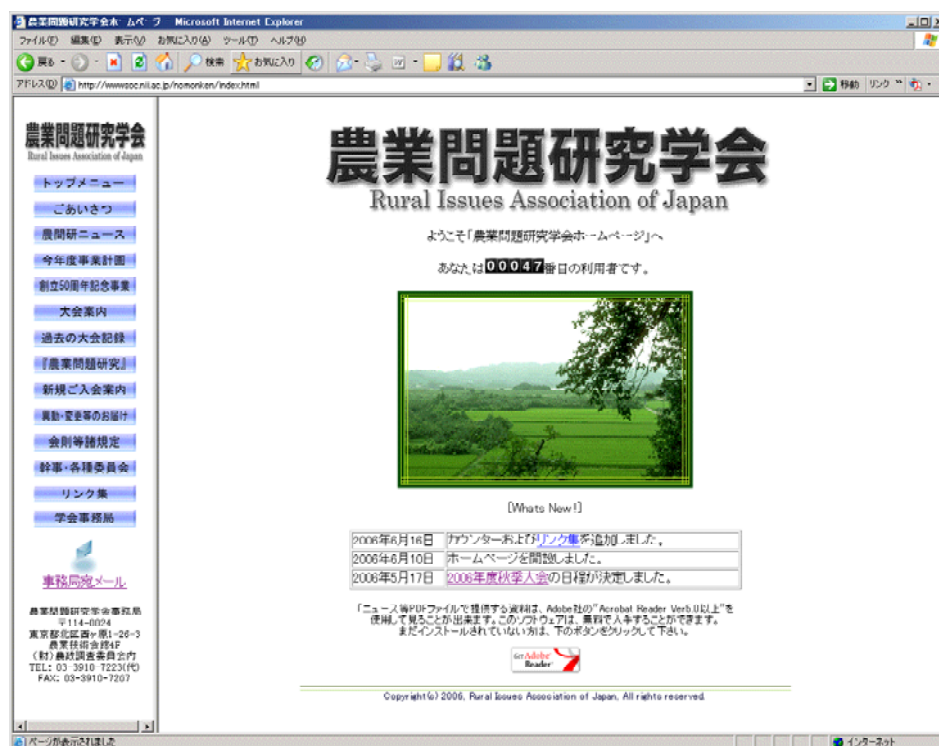 農業問題研究学会ホームページ Microsoft Internet Explorer
ファイル(F) 編集(E) 表示(V) お気に入り(A) ツール(T) ヘルプ(H)
戻る 検索 お気に入り
アドレス(D) http://wwwsoc.nii.ac.jp/nomonken/index.html 移動 リンク
農業問題研究学会
Rural Issues Association of Japan
トップメニュー
ごあいさつ
農問研ニュース
今年度事業計画
創立50周年記念事業
大会案内
過去の大会記録
『農業問題研究』
新規ご入会案内
異動・変更等のお届け
会則等諸規定
幹事・各種委員会
リンク集
学会事務局
事務局宛メール
農業問題研究学会事務局
〒114-0024
東京都北区西ヶ原1-26-3
農業技術会館4F
(財)農政調査委員会内
TEL: 03-3910-7223(代)
FAX: 03-3910-7207
農業問題研究学会
Rural Issues Association of Japan
ようこそ「農業問題研究学会ホームページ」へ
あなたは00047番目の利用者です。
[Whats New!]
2006年6月16日 カウンターおよびリンク集を追加しました。
2006年6月10日 ホームページを開設しました。
2006年5月17日 2006年度秋季大会の日程が決定しました。
「ニュース等PDFファイルで提供する資料は、Adobe社の"Acrobat Reader Ver5.0以上"を
使用して見ることが出来ます。このソフトウェアは、無料で入手することができます。
まだインストールされていない方は、下のボタンをクリックして下さい。
Get Adobe Reader
Copyright(c) 2006, Rural Issues Association of Japan, All rights reserved.
ページが表示されました インターネット